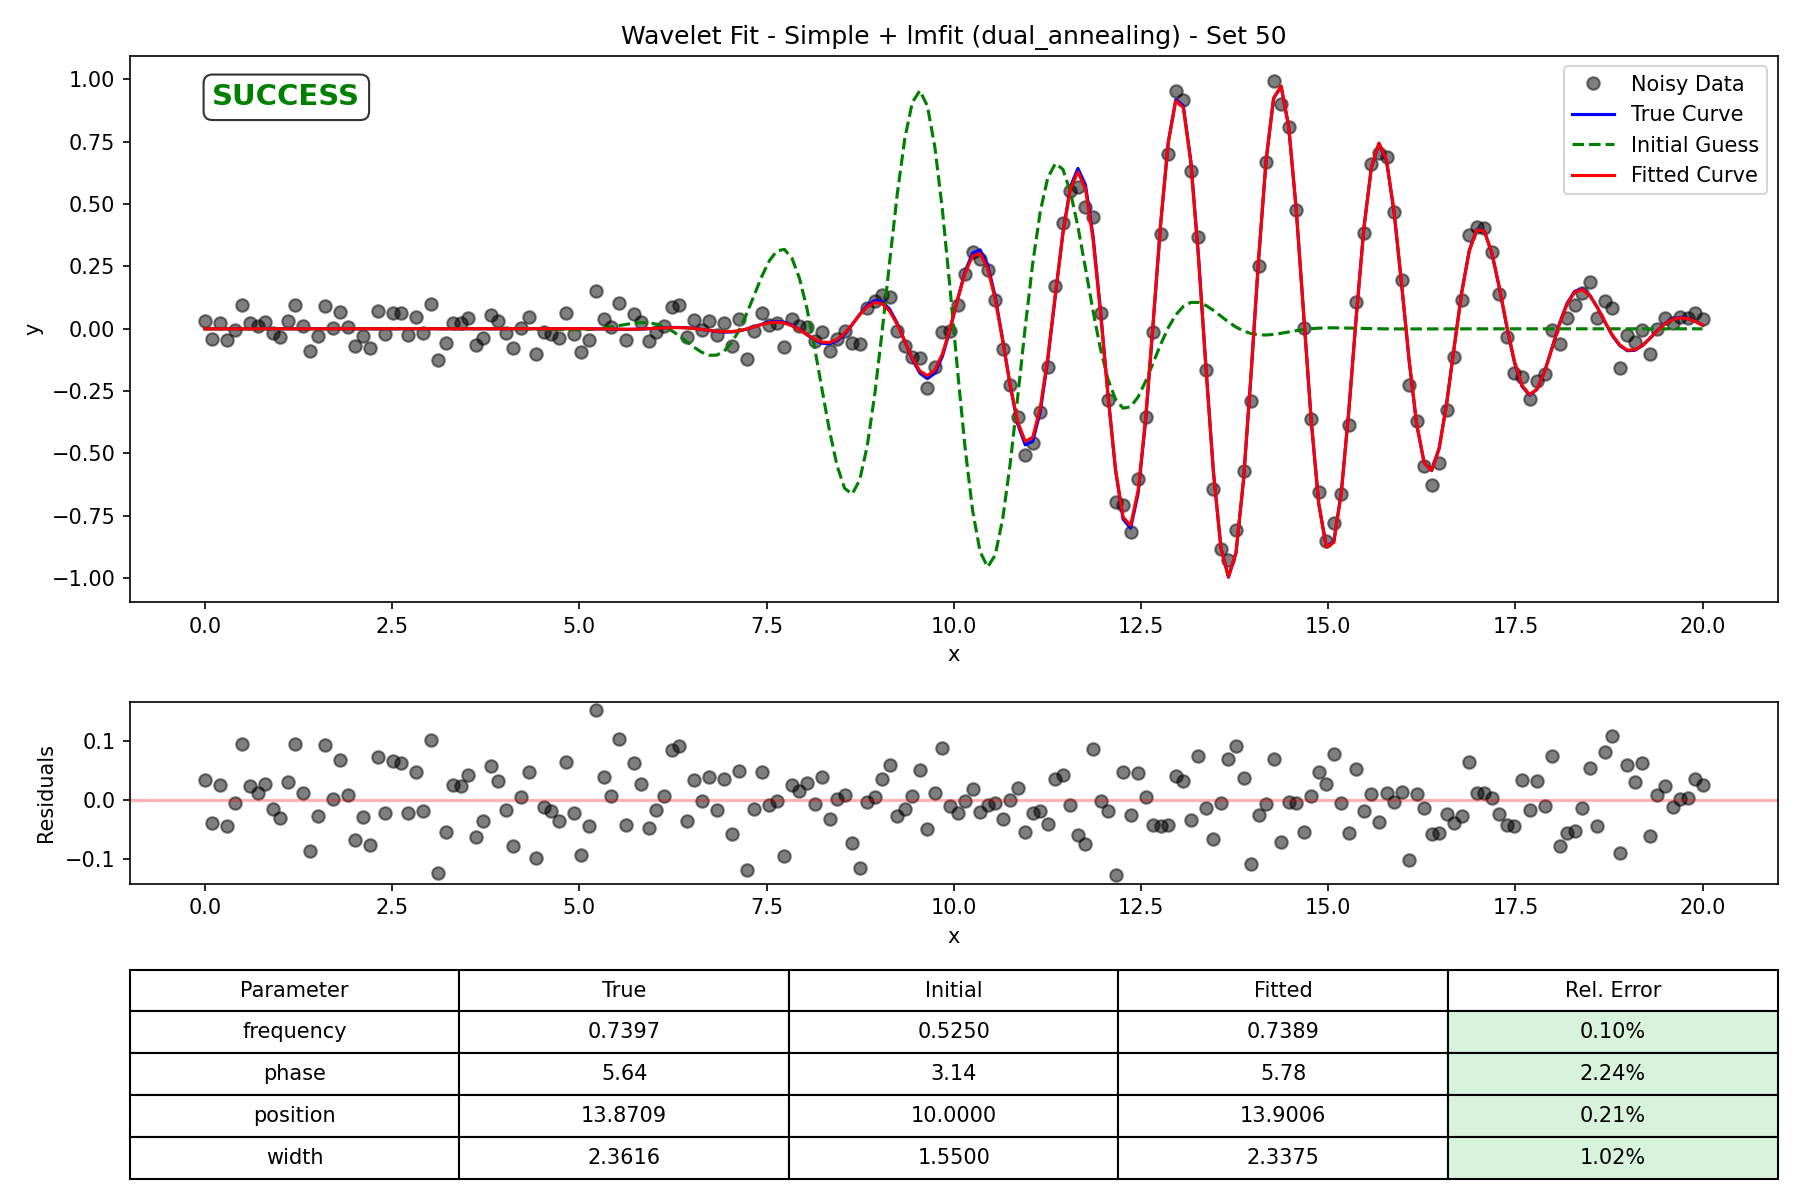 Wavelet Fit - Simple + lmfit (dual_annealing) - Set 50
SUCCESS
Noisy Data
True Curve
Initial Guess
Fitted Curve
1.00
0.75
0.50
0.25
0.00
−0.25
−0.50
−0.75
−1.00
y
0.0 2.5 5.0 7.5 10.0 12.5 15.0 17.5 20.0
x
0.1
0.0
−0.1
Residuals
0.0 2.5 5.0 7.5 10.0 12.5 15.0 17.5 20.0
x
Parameter True Initial Fitted Rel. Error
frequency 0.7397 0.5250 0.7389 0.10%
phase 5.64 3.14 5.78 2.24%
position 13.8709 10.0000 13.9006 0.21%
width 2.3616 1.5500 2.3375 1.02%